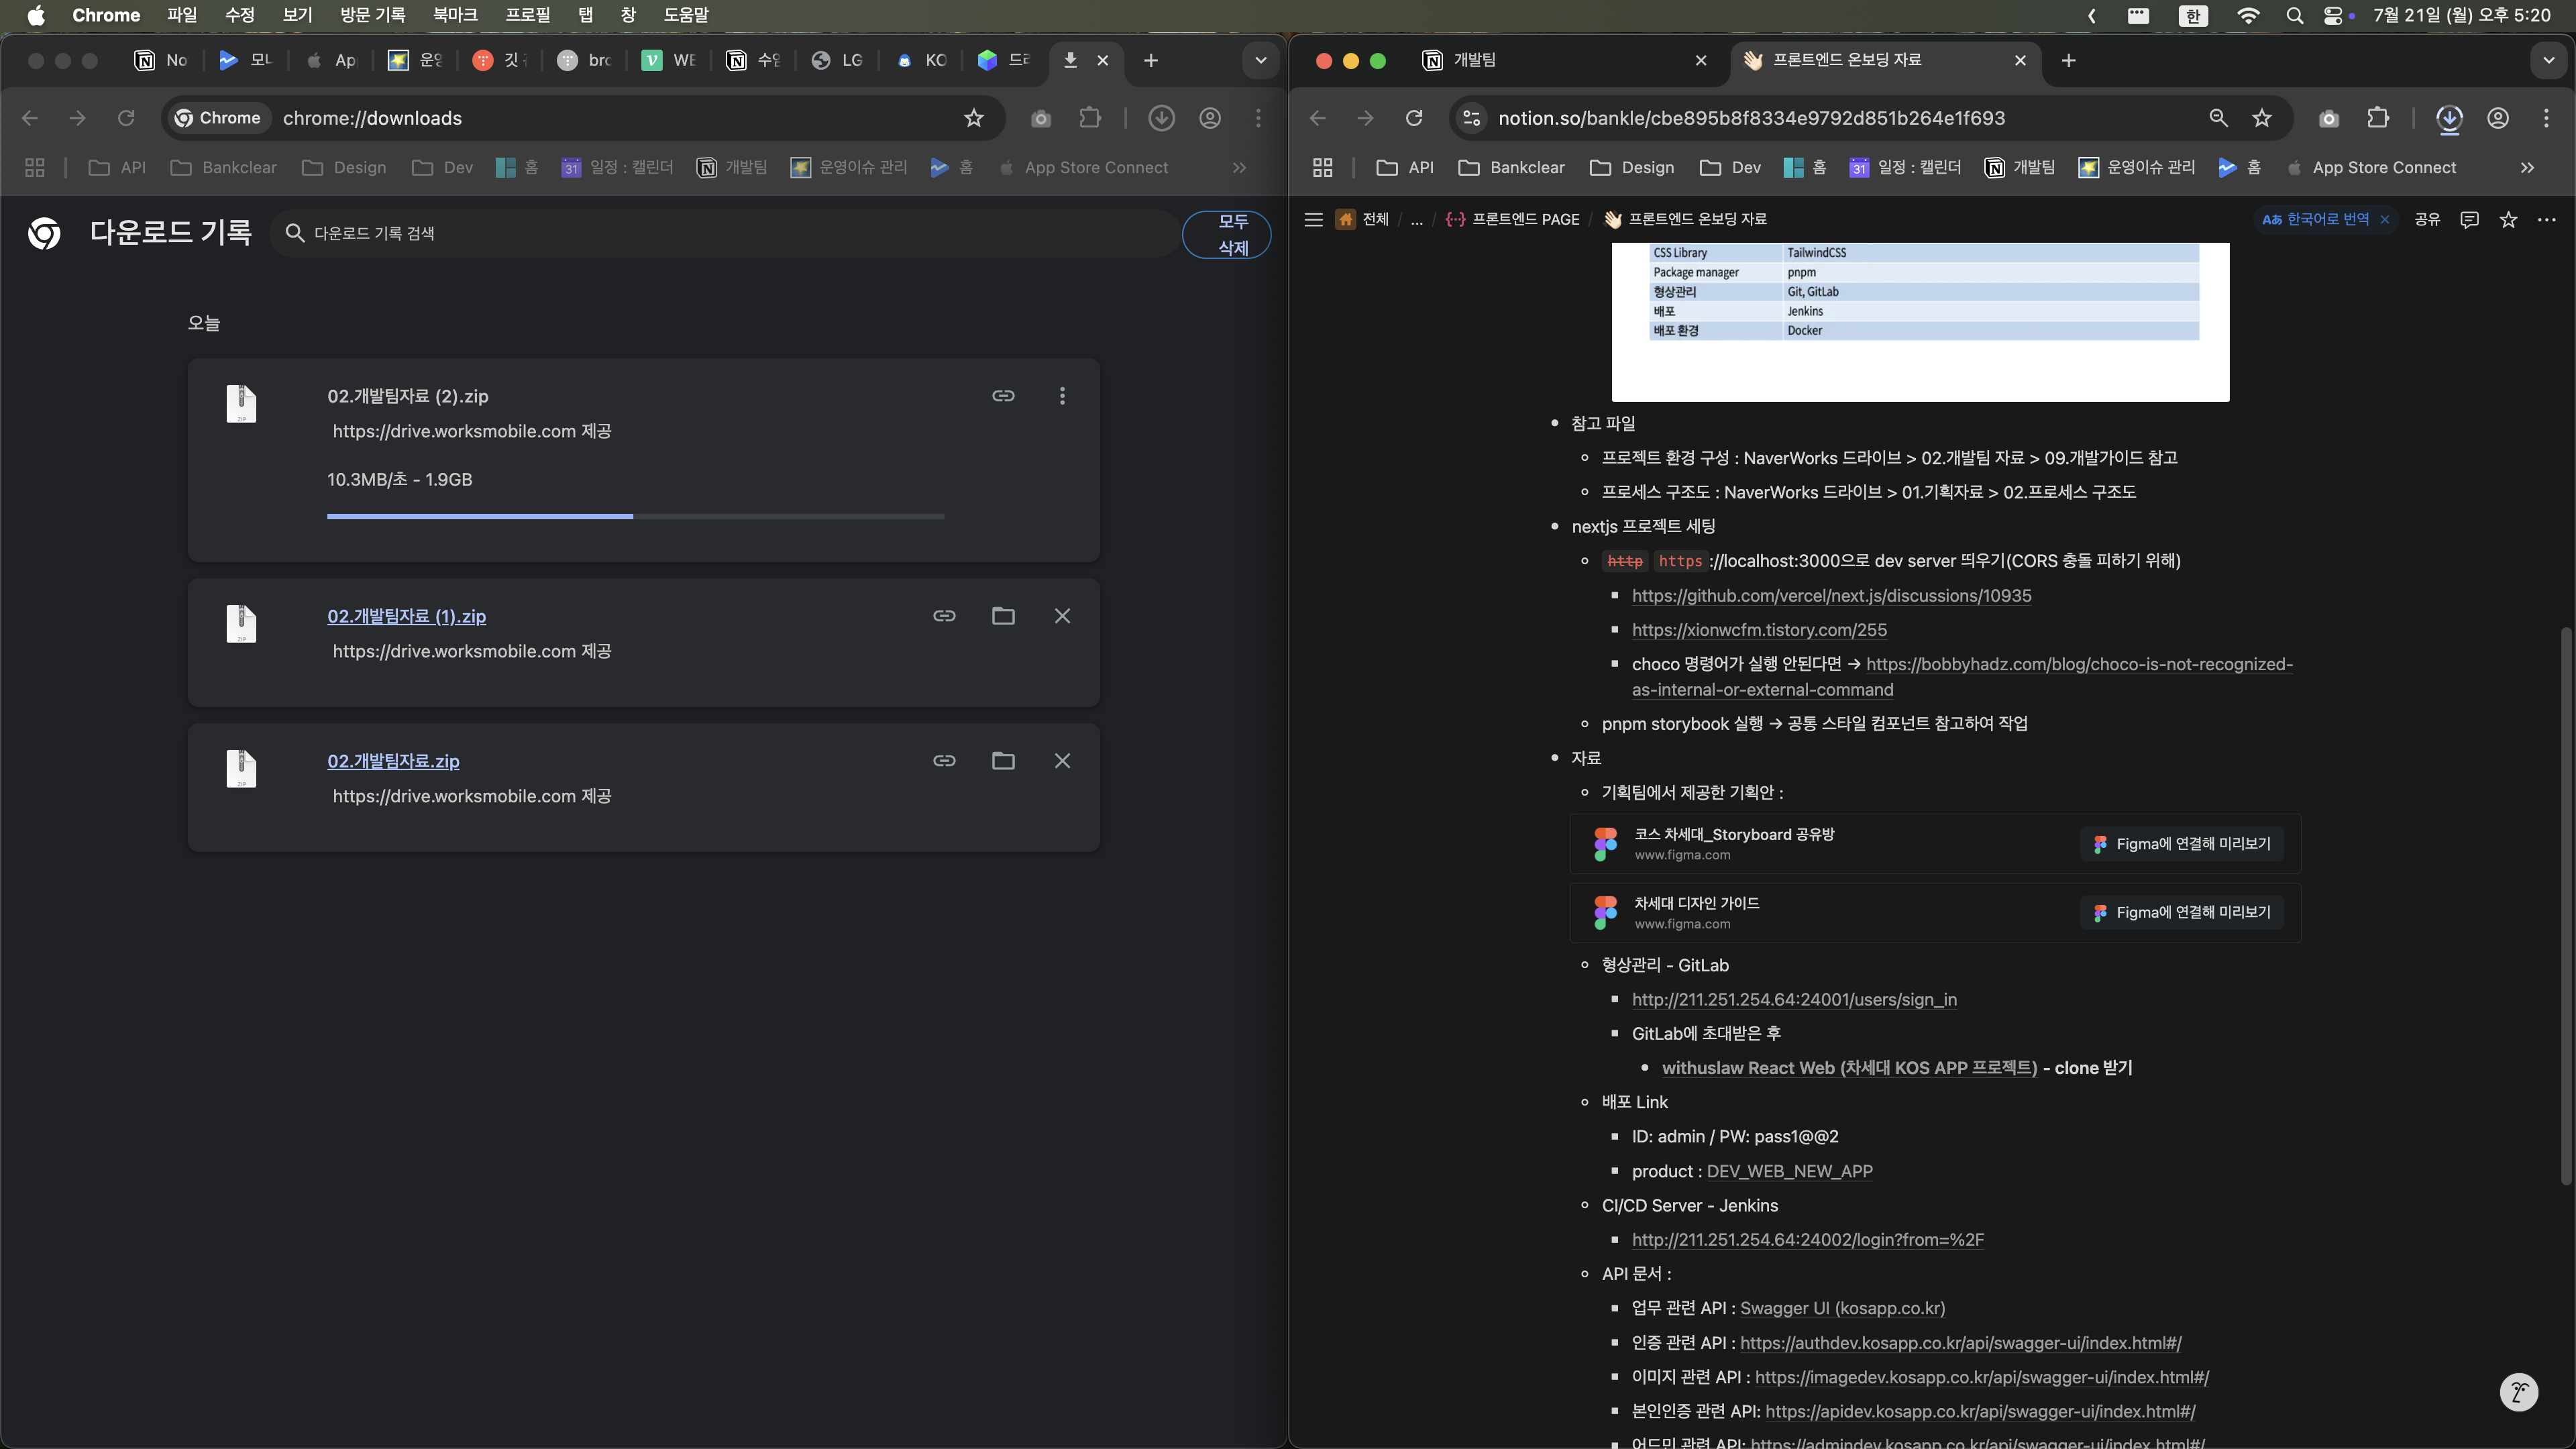 Chrome 파일 수정 보기 방문 기록 북마크 프로필 탭 창 도움말
한 7월 21일 (월) 오후 5:20
No 모니 App 운영 깃 brc WE 수 LG KO 드라
Chrome chrome://downloads
API Bankclear Design Dev 홈 31 일정 : 캘린더 개발팀 운영이슈 관리 홈 App Store Connect
다운로드 기록
다운로드 기록 검색
모두
삭제
오늘
02.개발팀자료 (2).zip
https://drive.worksmobile.com 제공
10.3MB/초 - 1.9GB
02.개발팀자료 (1).zip
https://drive.worksmobile.com 제공
02.개발팀자료.zip
https://drive.worksmobile.com 제공
개발팀
프론트엔드 온보딩 자료
notion.so/bankle/cbe895b8f8334e9792d851b264e1f693
API Bankclear Design Dev 홈 31 일정 : 캘린더 개발팀 운영이슈 관리 홈 App Store Connect
전체 / ... / 프론트엔드 PAGE / 프론트엔드 온보딩 자료
Aあ 한국어로 번역
공유
CSS Library TailwindCSS
Package manager pnpm
형상관리 Git, GitLab
배포 Jenkins
배포 환경 Docker
참고 파일
프로젝트 환경 구성 : NaverWorks 드라이브 > 02.개발팀 자료 > 09.개발가이드 참고
프로세스 구조도 : NaverWorks 드라이브 > 01.기획자료 > 02.프로세스 구조도
nextjs 프로젝트 세팅
http https ://localhost:3000으로 dev server 띄우기(CORS 충돌 피하기 위해)
https://github.com/vercel/next.js/discussions/10935
https://xionwcfm.tistory.com/255
choco 명령어가 실행 안된다면 → https://bobbyhadz.com/blog/choco-is-not-recognized-
as-internal-or-external-command
pnpm storybook 실행 → 공통 스타일 컴포넌트 참고하여 작업
자료
기획팀에서 제공한 기획안 :
코스 차세대_Storyboard 공유방
www.figma.com
Figma에 연결해 미리보기
차세대 디자인 가이드
www.figma.com
Figma에 연결해 미리보기
형상관리 - GitLab
http://211.251.254.64:24001/users/sign_in
GitLab에 초대받은 후
withuslaw React Web (차세대 KOS APP 프로젝트) - clone 받기
배포 Link
ID: admin / PW: pass1@@2
product : DEV_WEB_NEW_APP
CI/CD Server - Jenkins
http://211.251.254.64:24002/login?from=%2F
API 문서 :
업무 관련 API : Swagger UI (kosapp.co.kr)
인증 관련 API : https://authdev.kosapp.co.kr/api/swagger-ui/index.html#/
이미지 관련 API : https://imagedev.kosapp.co.kr/api/swagger-ui/index.html#/
본인인증 관련 API: https://apidev.kosapp.co.kr/api/swagger-ui/index.html#/
어드민 관련 API: https://admindev.kosapp.co.kr/api/swagger-ui/index.html#/